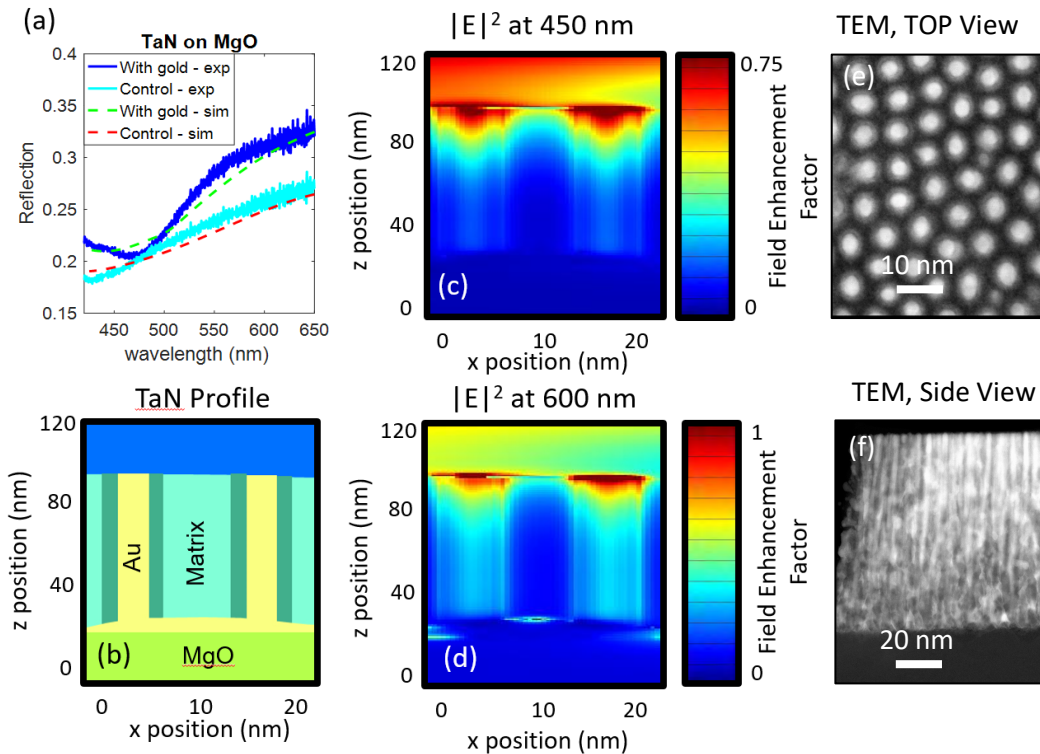 (a)
TaN on MgO
0.4
0.35
0.3
0.25
0.2
0.15
Reflection
With gold - exp
Control - exp
With gold - sim
Control - sim
450
500
550
600
650
wavelength (nm)
|E|² at 450 nm
120
80
40
0
z position (nm)
(c)
0
10
20
x position (nm)
0.75
0
Field Enhancement
Factor
TEM, TOP View
(e)
10 nm
TaN Profile
120
80
40
0
z position (nm)
Au
Matrix
(b)
MgO
0
10
20
x position (nm)
|E|² at 600 nm
120
80
40
0
z position (nm)
(d)
0
10
20
x position (nm)
1
0
Field Enhancement
Factor
TEM, Side View
(f)
20 nm